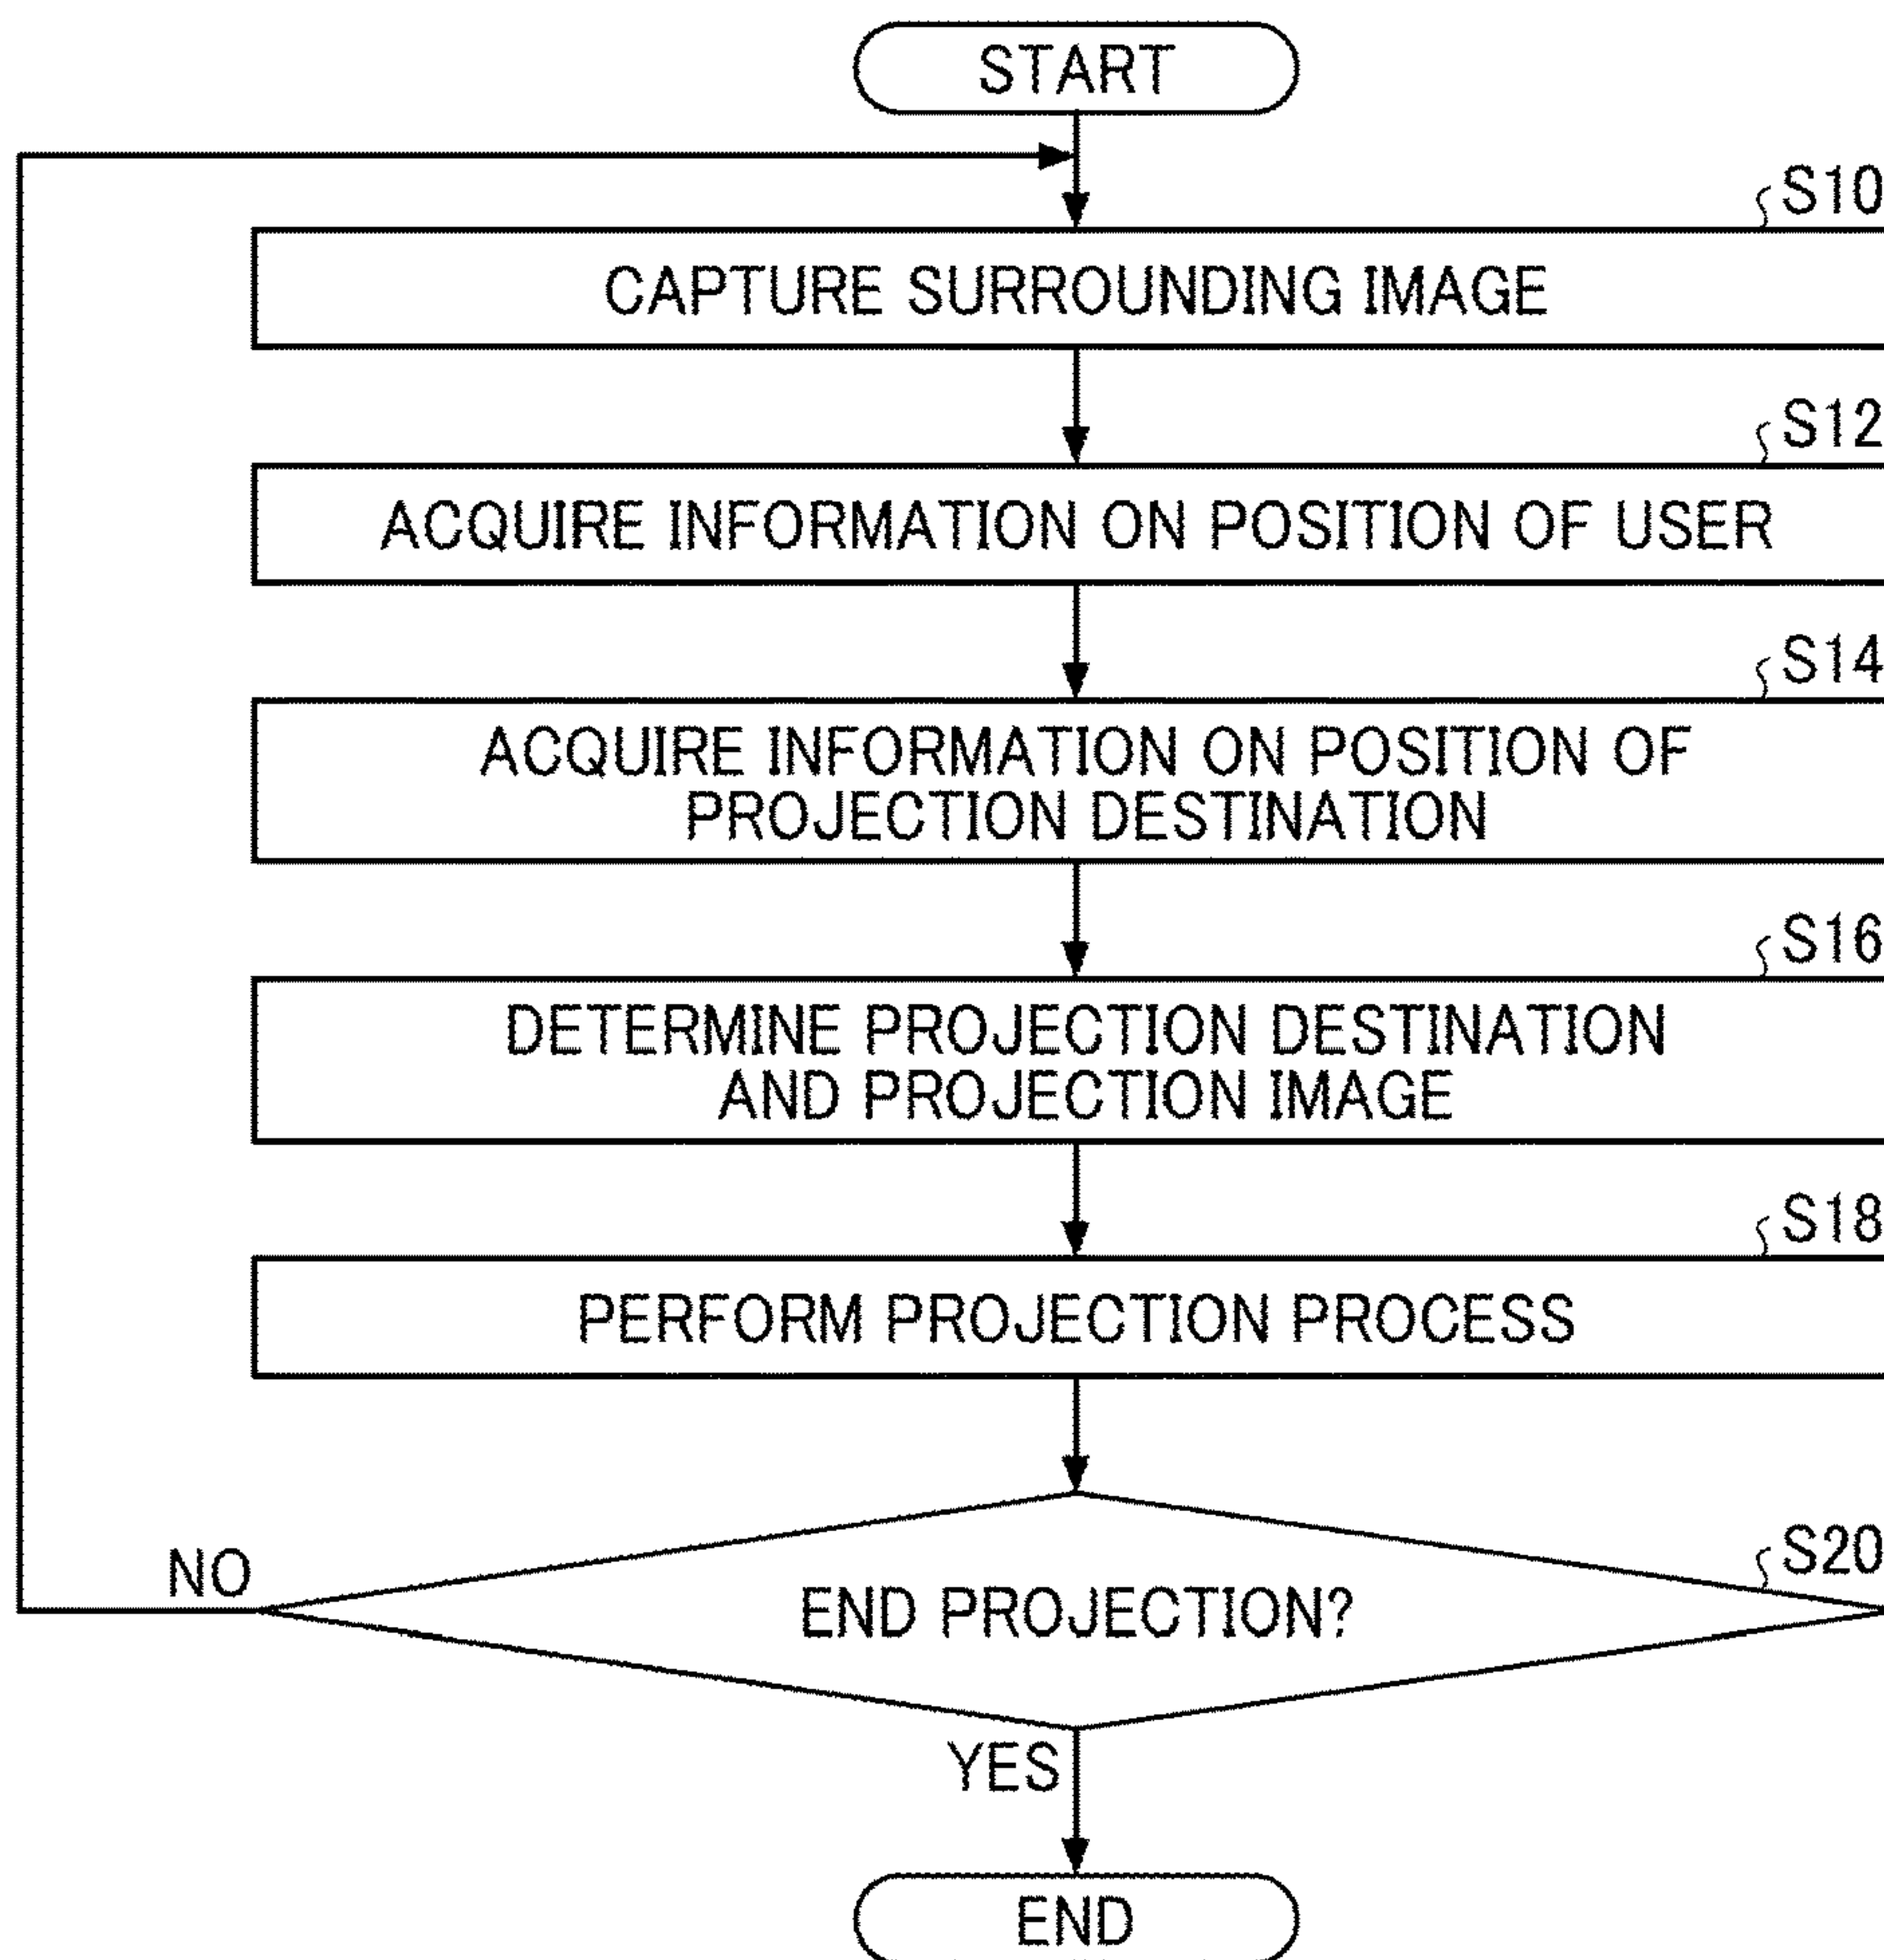 START
S10
CAPTURE SURROUNDING IMAGE
S12
ACQUIRE INFORMATION ON POSITION OF USER
S14
ACQUIRE INFORMATION ON POSITION OF
PROJECTION DESTINATION
S16
DETERMINE PROJECTION DESTINATION
AND PROJECTION IMAGE
S18
PERFORM PROJECTION PROCESS
S20
NO
END PROJECTION?
YES
END